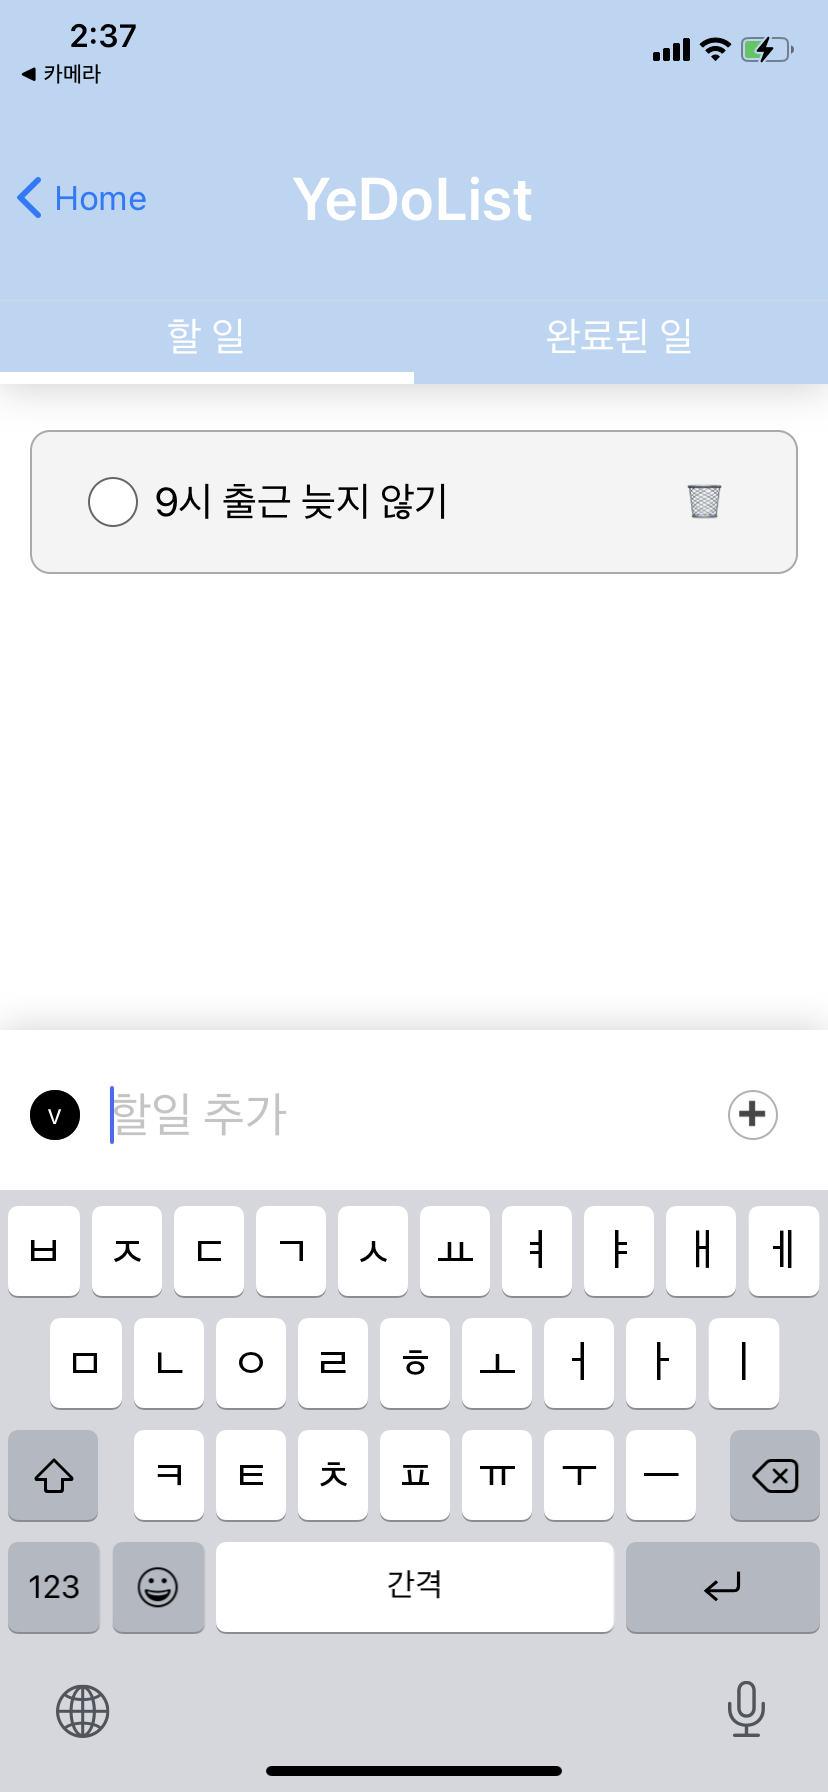 2:37
◀ 카메라
Home
YeDoList
할 일
완료된 일
9시 출근 늦지 않기
V
할일 추가
ㅂ ㅈ ㄷ ㄱ ㅅ ㅛ ㅕ ㅑ ㅐ ㅔ
ㅁ ㄴ ㅇ ㄹ ㅎ ㅗ ㅓ ㅏ ㅣ
ㅋ ㅌ ㅊ ㅍ ㅠ ㅜ ㅡ
123
간격